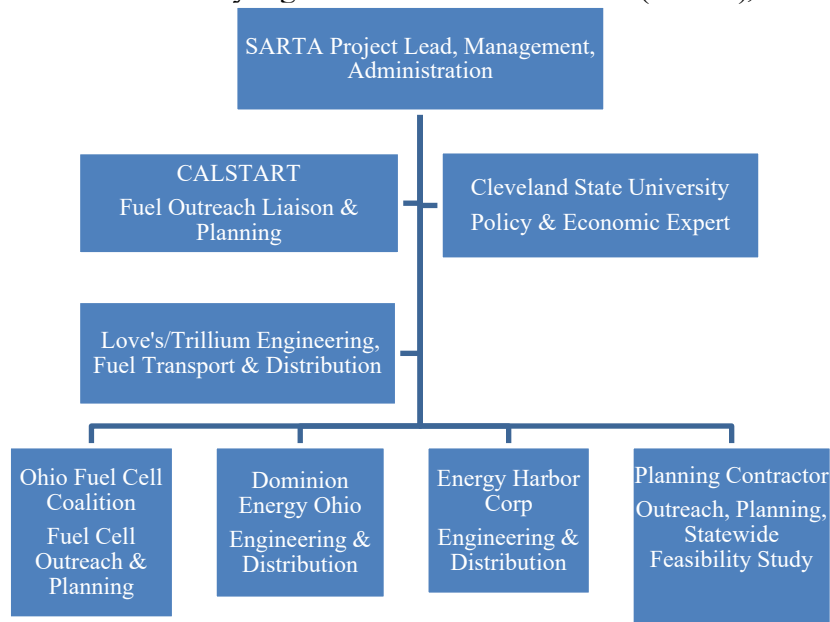 SARTA Project Lead, Management,
Administration
CALSTART
Fuel Outreach Liaison &
Planning
Cleveland State University
Policy & Economic Expert
Love's/Trillium Engineering,
Fuel Transport & Distribution
Ohio Fuel Cell
Coalition
Fuel Cell
Outreach &
Planning
Dominion
Energy Ohio
Engineering &
Distribution
Energy Harbor
Corp
Engineering &
Distribution
Planning Contractor
Outreach, Planning,
Statewide
Feasibility Study